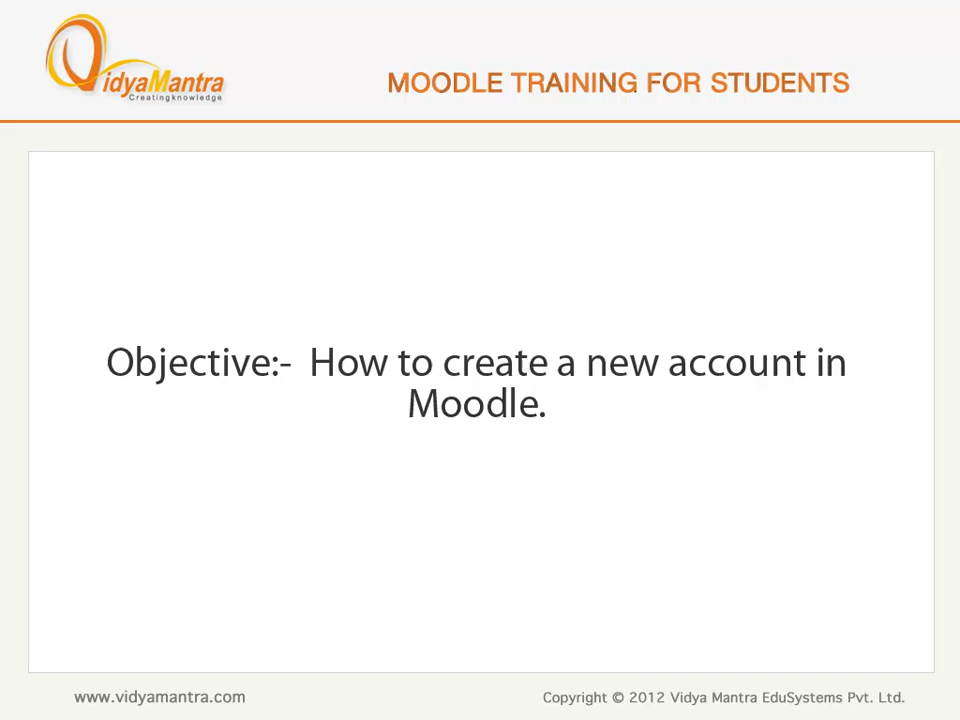 VidyaMantra
Creatingknowledge
MOODLE TRAINING FOR STUDENTS
Objective:- How to create a new account in
Moodle.
www.vidyamantra.com
Copyright © 2012 Vidya Mantra EduSystems Pvt. Ltd.